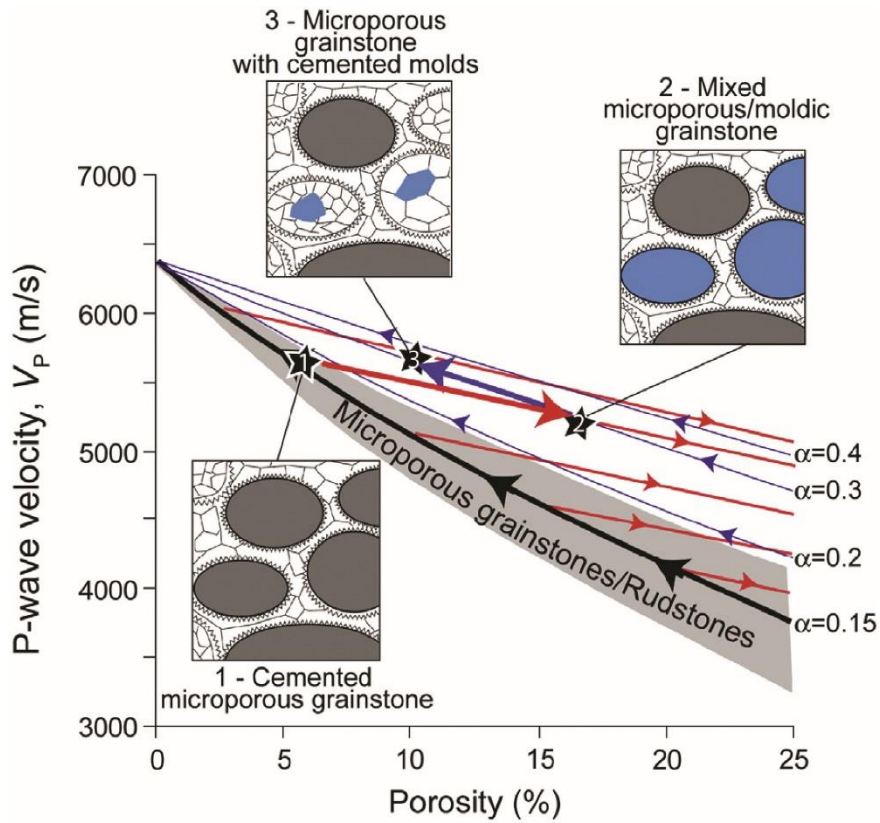 3 - Microporous
grainstone
with cemented molds
2 - Mixed
microporous/moldic
grainstone
7000
6000
5000
4000
3000
P-wave velocity, VP (m/s)
1
2
3
Microporous grainstones/Rudstones
α=0.4
α=0.3
α=0.2
α=0.15
1 - Cemented
microporous grainstone
0 5 10 15 20 25
Porosity (%)